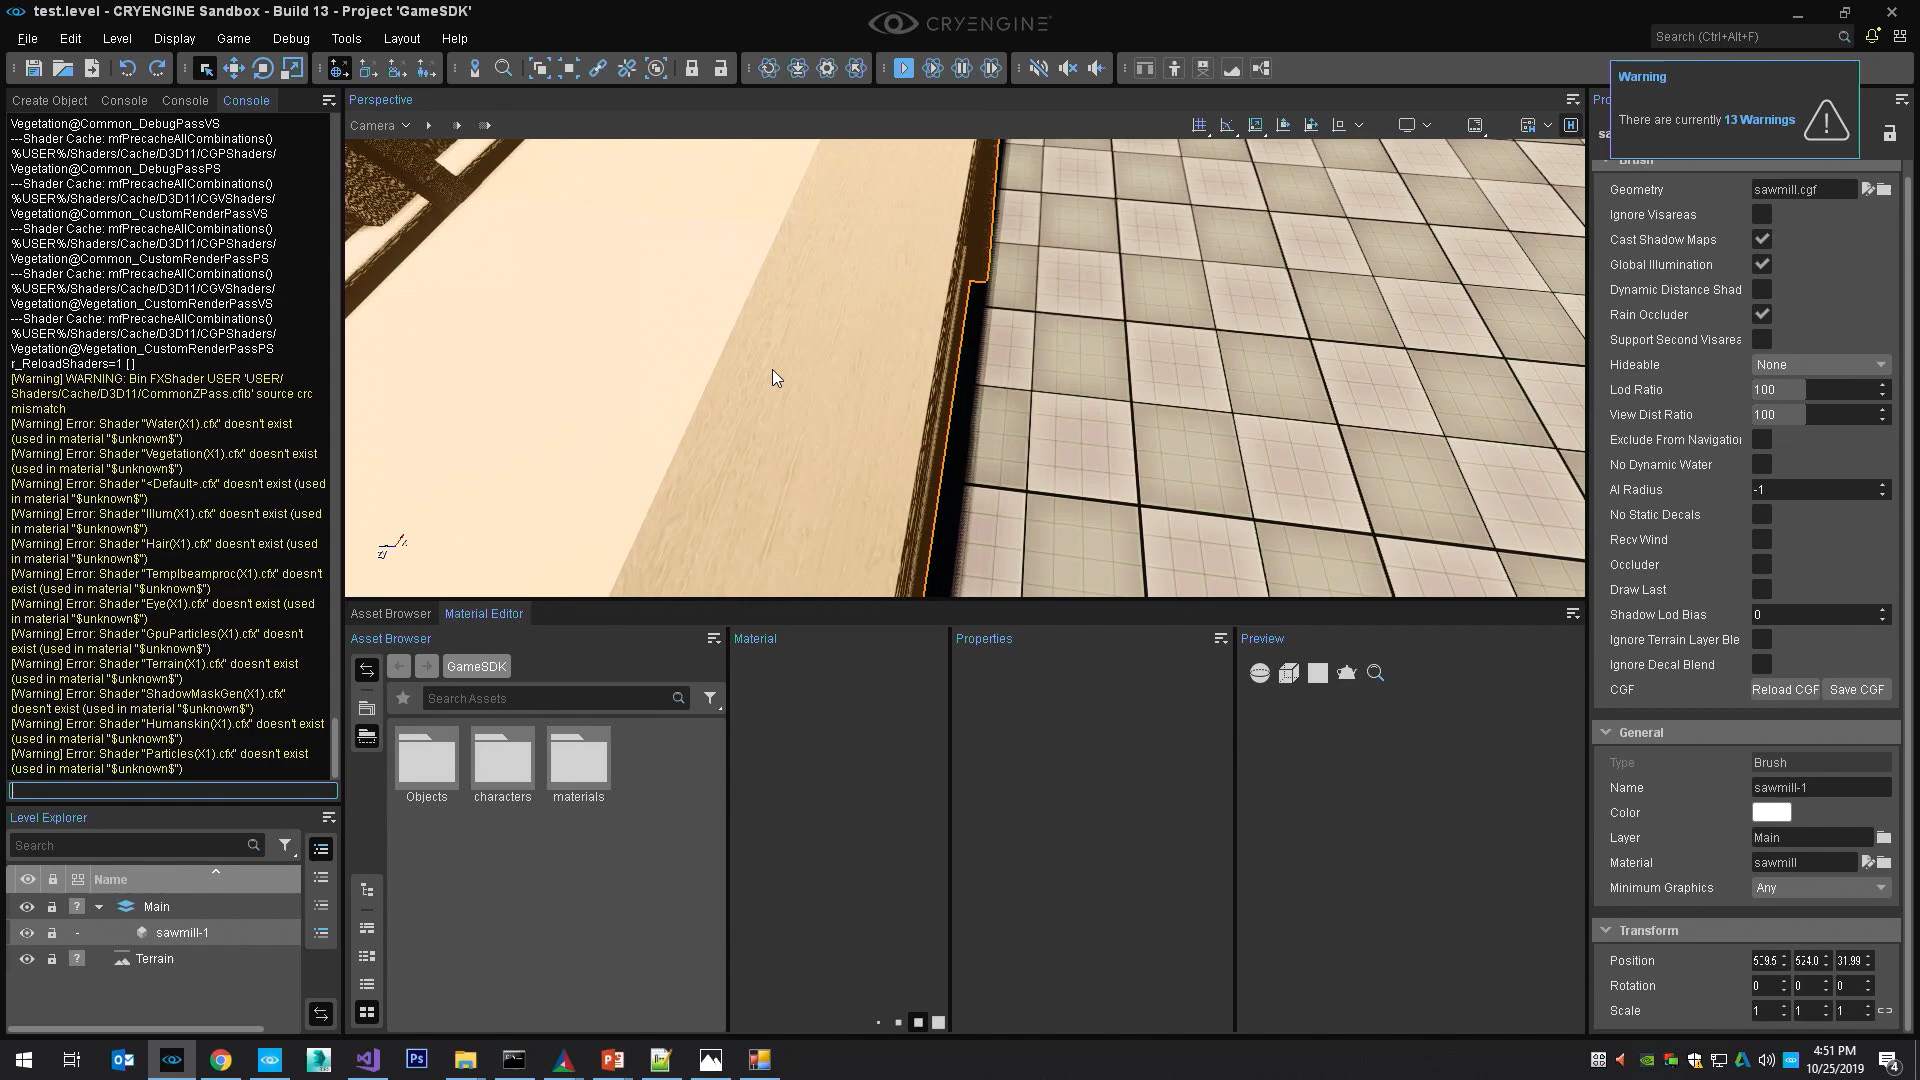 test.level - CRYENGINE Sandbox - Build 13 - Project 'GameSDK'
CRYENGINE
File Edit Level Display Game Debug Tools Layout Help
Search (Ctrl+Alt+F)
Warning
There are currently 13 Warnings
Create Object Console Console Console
Vegetation@Common_DebugPassVS
---Shader Cache: mfPrecacheAllCombinations()
%USER%/Shaders/Cache/D3D11/CGPShaders/
Vegetation@Common_DebugPassPS
---Shader Cache: mfPrecacheAllCombinations()
%USER%/Shaders/Cache/D3D11/CGVShaders/
Vegetation@Common_CustomRenderPassVS
---Shader Cache: mfPrecacheAllCombinations()
%USER%/Shaders/Cache/D3D11/CGPShaders/
Vegetation@Common_CustomRenderPassPS
---Shader Cache: mfPrecacheAllCombinations()
%USER%/Shaders/Cache/D3D11/CGVShaders/
Vegetation@Vegetation_CustomRenderPassVS
---Shader Cache: mfPrecacheAllCombinations()
%USER%/Shaders/Cache/D3D11/CGPShaders/
Vegetation@Vegetation_CustomRenderPassPS
r_ReloadShaders=1 [ ]
[Warning] WARNING: Bin FXShader USER 'USER/
Shaders/Cache/D3D11/CommonZPass.cfib' source crc
mismatch
[Warning] Error: Shader "Water(X1).cfx" doesn't exist
(used in material "$unknown$")
[Warning] Error: Shader "Vegetation(X1).cfx" doesn't exist
(used in material "$unknown$")
[Warning] Error: Shader "<Default>.cfx" doesn't exist (used
in material "$unknown$")
[Warning] Error: Shader "Illum(X1).cfx" doesn't exist (used
in material "$unknown$")
[Warning] Error: Shader "Hair(X1).cfx" doesn't exist (used
in material "$unknown$")
[Warning] Error: Shader "Templbeamproc(X1).cfx" doesn't
exist (used in material "$unknown$")
[Warning] Error: Shader "Eye(X1).cfx" doesn't exist (used
in material "$unknown$")
[Warning] Error: Shader "GpuParticles(X1).cfx" doesn't
exist (used in material "$unknown$")
[Warning] Error: Shader "Terrain(X1).cfx" doesn't exist
(used in material "$unknown$")
[Warning] Error: Shader "ShadowMaskGen(X1).cfx"
doesn't exist (used in material "$unknown$")
[Warning] Error: Shader "Humanskin(X1).cfx" doesn't exist
(used in material "$unknown$")
[Warning] Error: Shader "Particles(X1).cfx" doesn't exist
(used in material "$unknown$")
Level Explorer
Search
Name
? Main
- sawmill-1
? Terrain
Perspective
Camera
H
Asset Browser Material Editor
Asset Browser
GameSDK
Search Assets
Objects characters materials
Material
Properties
Preview
Brush
Geometry sawmill.cgf
Ignore Visareas
Cast Shadow Maps
Global Illumination
Dynamic Distance Shad
Rain Occluder
Support Second Visarea
Hideable None
Lod Ratio 100
View Dist Ratio 100
Exclude From Navigation
No Dynamic Water
AI Radius -1
No Static Decals
Recv Wind
Occluder
Draw Last
Shadow Lod Bias 0
Ignore Terrain Layer Ble
Ignore Decal Blend
CGF Reload CGF Save CGF
General
Type Brush
Name sawmill-1
Color
Layer Main
Material sawmill
Minimum Graphics Any
Transform
Position 524.0 31.99
Rotation 0 0 0
Scale 1 1 1
Ps
4:51 PM
10/25/2019
4